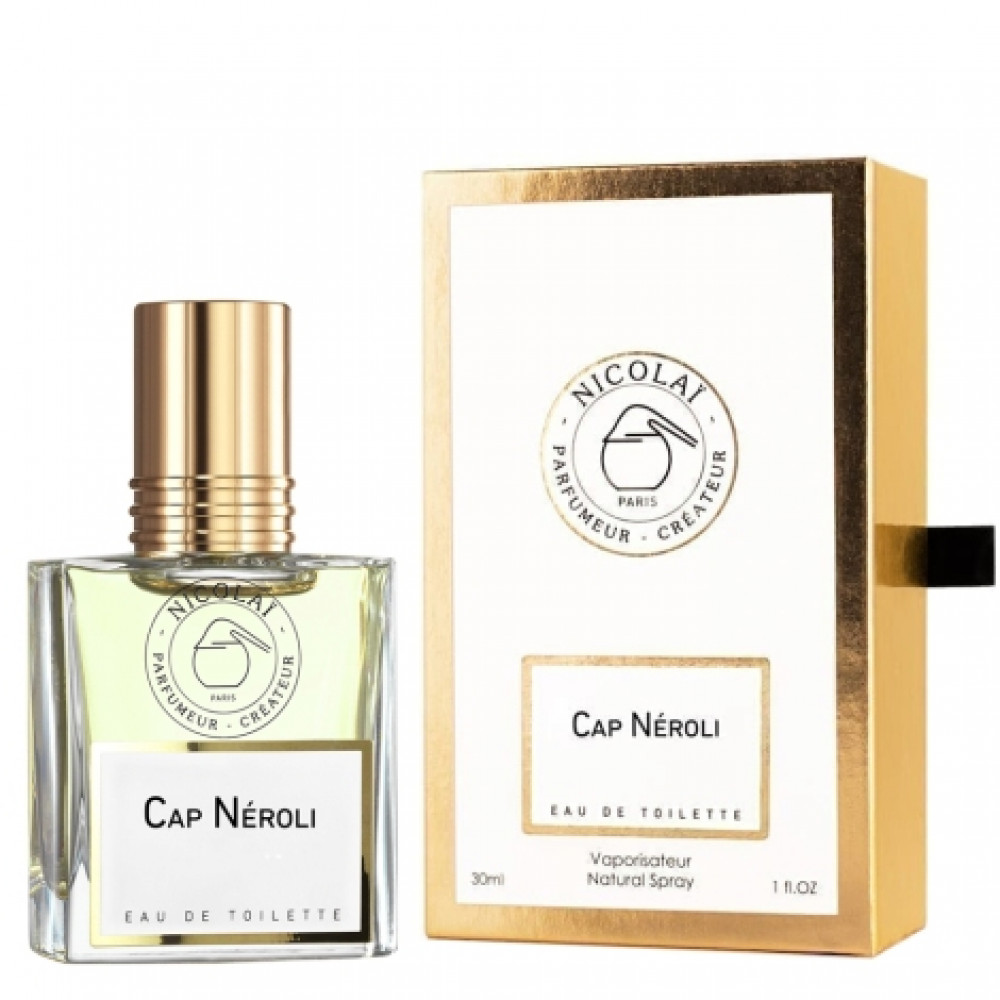 NICOLAÏ
PARFUMEUR - CRÉATEUR
PARIS
CAP NÉROLI
EAU DE TOILETTE
NICOLAÏ
PARFUMEUR - CRÉATEUR
PARIS
CAP NÉROLI
EAU DE TOILETTE
Vaporisateur
Natural Spray
30ml
1 fl.OZ